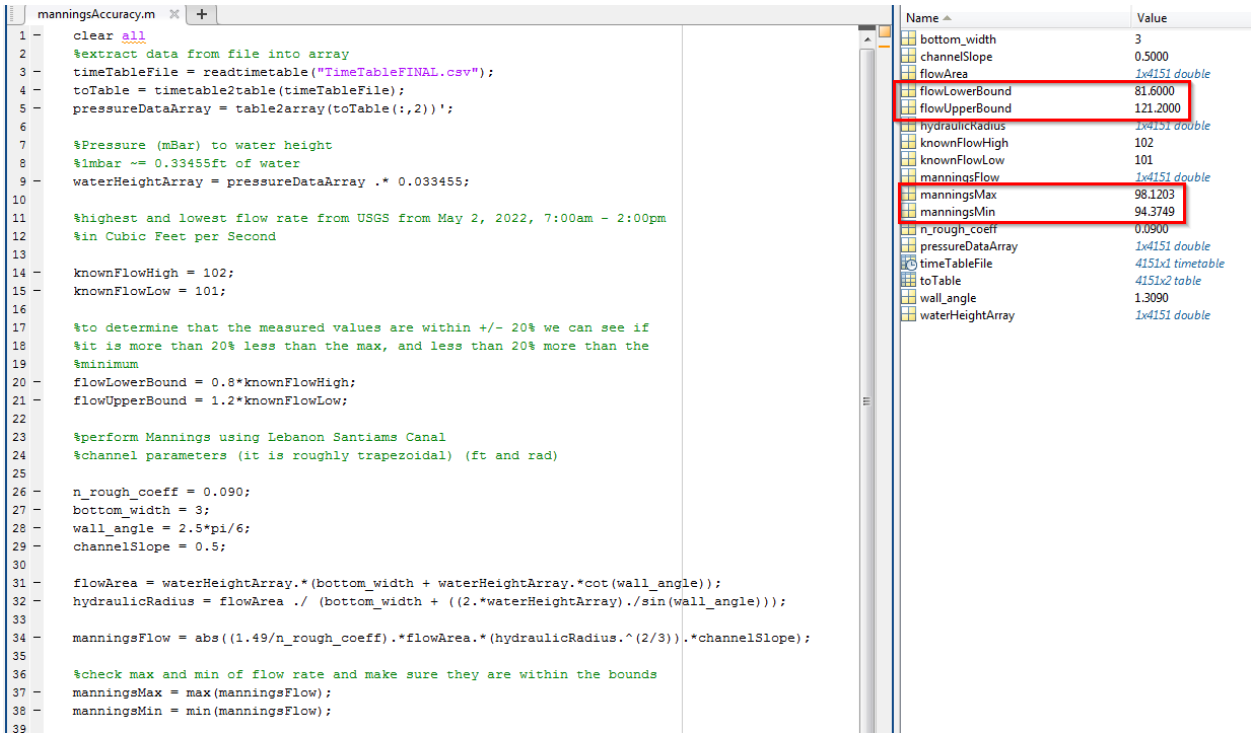 manningsAccuracy.m × +
1 – clear all
2 %extract data from file into array
3 – timeTableFile = readtimetable("TimeTableFINAL.csv");
4 – toTable = timetable2table(timeTableFile);
5 – pressureDataArray = table2array(toTable(:,2))';
6
7 %Pressure (mBar) to water height
8 %1mbar ~= 0.33455ft of water
9 – waterHeightArray = pressureDataArray .* 0.033455;
10
11 %highest and lowest flow rate from USGS from May 2, 2022, 7:00am - 2:00pm
12 %in Cubic Feet per Second
13
14 – knownFlowHigh = 102;
15 – knownFlowLow = 101;
16
17 %to determine that the measured values are within +/- 20% we can see if
18 %it is more than 20% less than the max, and less than 20% more than the
19 %minimum
20 – flowLowerBound = 0.8*knownFlowHigh;
21 – flowUpperBound = 1.2*knownFlowLow;
22
23 %perform Mannings using Lebanon Santiams Canal
24 %channel parameters (it is roughly trapezoidal) (ft and rad)
25
26 – n_rough_coeff = 0.090;
27 – bottom_width = 3;
28 – wall_angle = 2.5*pi/6;
29 – channelSlope = 0.5;
30
31 – flowArea = waterHeightArray.*(bottom_width + waterHeightArray.*cot(wall_angle));
32 – hydraulicRadius = flowArea ./ (bottom_width + ((2.*waterHeightArray)./sin(wall_angle)));
33
34 – manningsFlow = abs((1.49/n_rough_coeff).*flowArea.*(hydraulicRadius.^(2/3)).*channelSlope);
35
36 %check max and min of flow rate and make sure they are within the bounds
37 – manningsMax = max(manningsFlow);
38 – manningsMin = min(manningsFlow);
39
Name Value
bottom_width 3
channelSlope 0.5000
flowArea 1x4151 double
flowLowerBound 81.6000
flowUpperBound 121.2000
hydraulicRadius 1x4151 double
knownFlowHigh 102
knownFlowLow 101
manningsFlow 1x4151 double
manningsMax 98.1203
manningsMin 94.3749
n_rough_coeff 0.0900
pressureDataArray 1x4151 double
timeTableFile 4151x1 timetable
toTable 4151x2 table
wall_angle 1.3090
waterHeightArray 1x4151 double